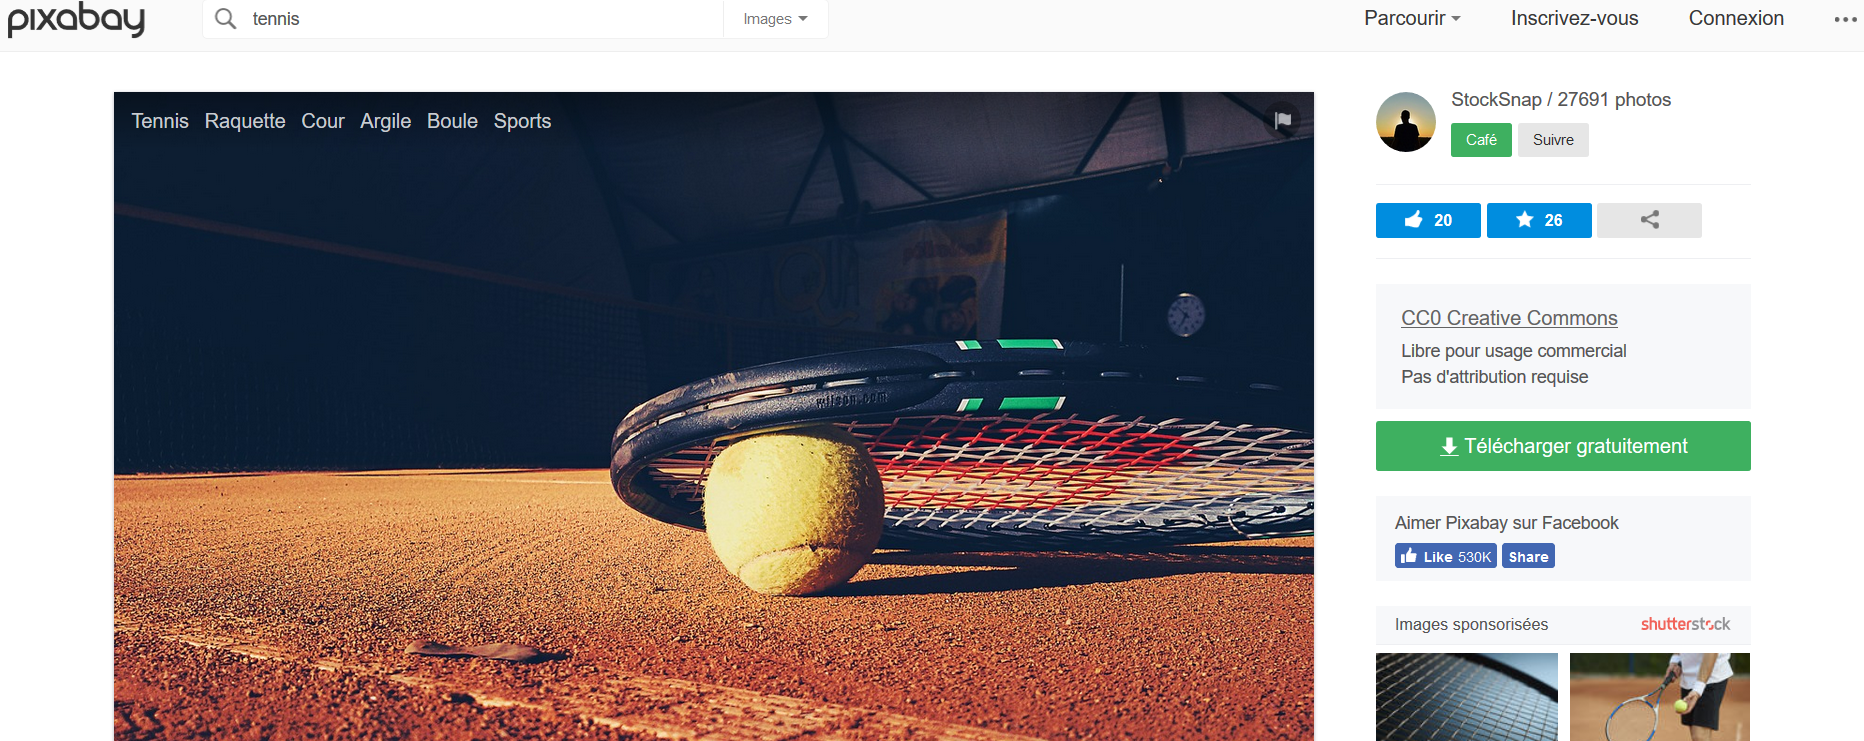 pixabay
tennis
Images
Parcourir
Inscrivez-vous
Connexion
Tennis Raquette Cour Argile Boule Sports
AQUA
wilson.com
StockSnap / 27691 photos
Café
Suivre
20
26
CC0 Creative Commons
Libre pour usage commercial
Pas d'attribution requise
Télécharger gratuitement
Aimer Pixabay sur Facebook
Like 530K
Share
Images sponsorisées
shutterstock